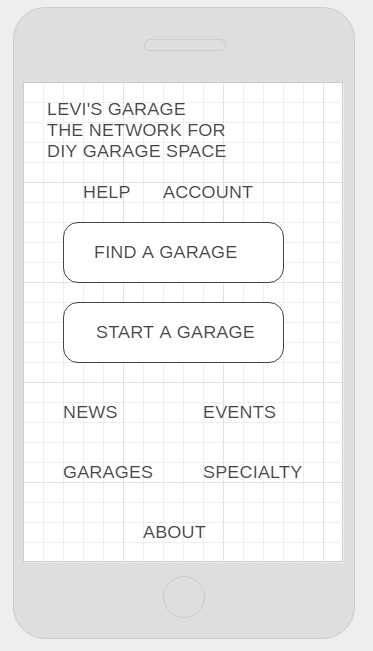 LEVI'S GARAGE
THE NETWORK FOR
DIY GARAGE SPACE
HELP ACCOUNT
FIND A GARAGE
START A GARAGE
NEWS EVENTS
GARAGES SPECIALTY
ABOUT